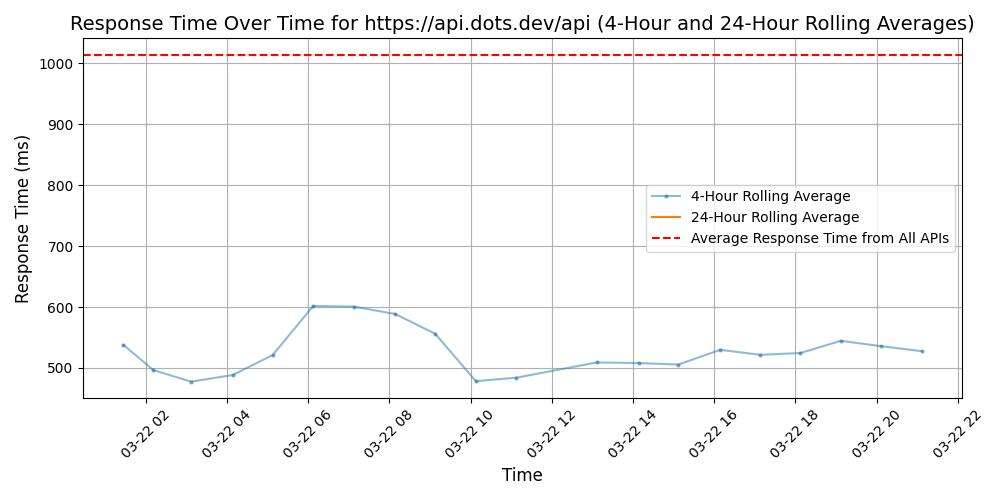 Response Time Over Time for https://api.dots.dev/api (4-Hour and 24-Hour Rolling Averages)
Response Time (ms)
1000
900
800
700
600
500
4-Hour Rolling Average
24-Hour Rolling Average
Average Response Time from All APIs
03-22 02
03-22 04
03-22 06
03-22 08
03-22 10
03-22 12
03-22 14
03-22 16
03-22 18
03-22 20
03-22 22
Time